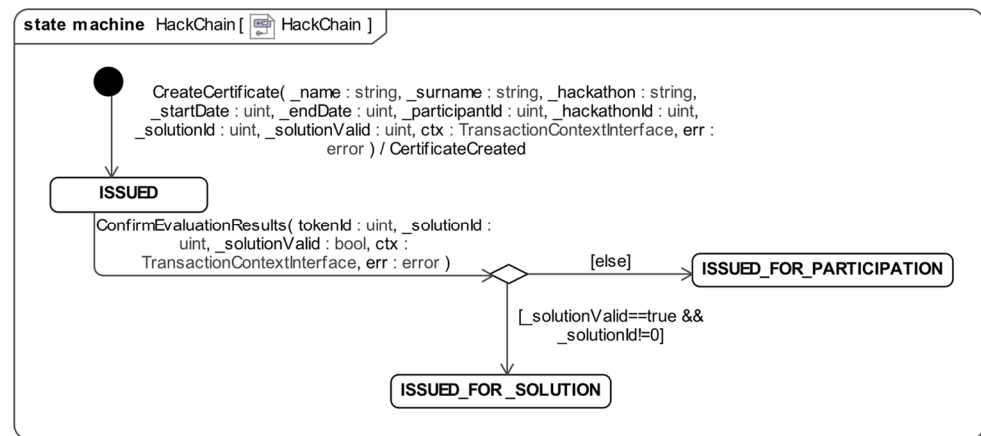 state machine HackChain [ HackChain ]
CreateCertificate( _name : string, _surname : string, _hackathon : string,
_startDate : uint, _endDate : uint, _participantId : uint, _hackathonId : uint,
_solutionId : uint, _solutionValid : uint, ctx : TransactionContextInterface, err :
error ) / CertificateCreated
ISSUED
ConfirmEvaluationResults( tokenId : uint, _solutionId :
uint, _solutionValid : bool, ctx :
TransactionContextInterface, err : error )
[else]
ISSUED_FOR_PARTICIPATION
[_solutionValid==true &&
_solutionId!=0]
ISSUED_FOR _SOLUTION